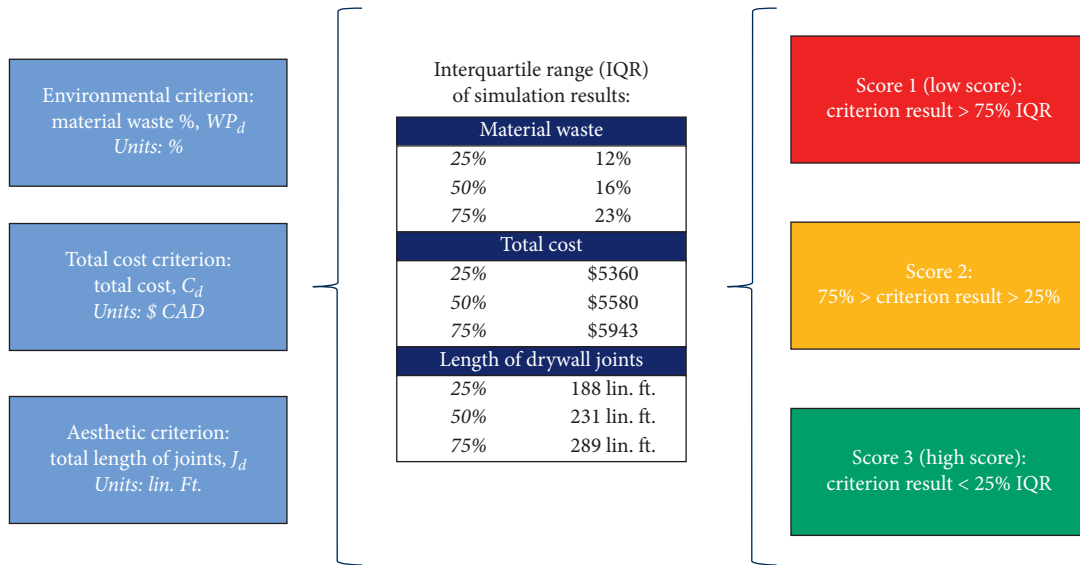 Environmental criterion:
material waste %, WP_d
Units: %
Total cost criterion:
total cost, C_d
Units: $ CAD
Aesthetic criterion:
total length of joints, J_d
Units: lin. Ft.
Interquartile range (IQR)
of simulation results:
Material waste
25% 12%
50% 16%
75% 23%
Total cost
25% $5360
50% $5580
75% $5943
Length of drywall joints
25% 188 lin. ft.
50% 231 lin. ft.
75% 289 lin. ft.
Score 1 (low score):
criterion result > 75% IQR
Score 2:
75% > criterion result > 25%
Score 3 (high score):
criterion result < 25% IQR